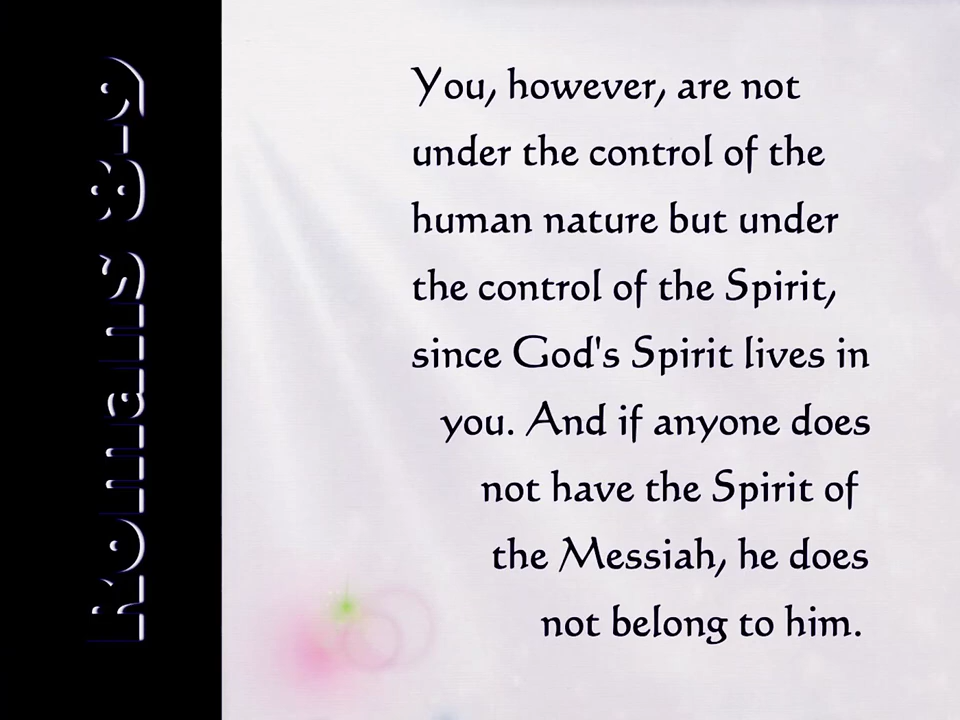 Romans 8-9
You, however, are not
under the control of the
human nature but under
the control of the Spirit,
since God's Spirit lives in
you. And if anyone does
not have the Spirit of
the Messiah, he does
not belong to him.